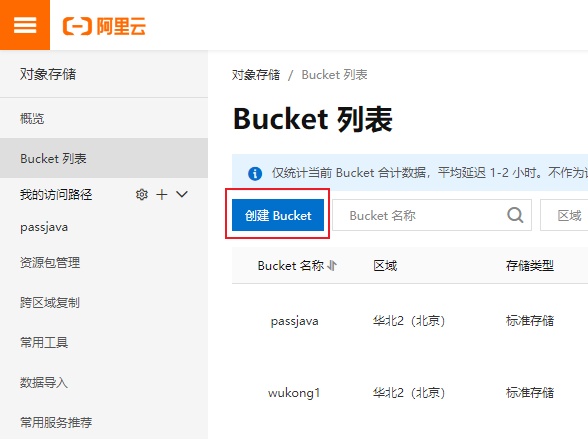 阿里云
对象存储
概览
Bucket 列表
我的访问路径
passjava
资源包管理
跨区域复制
常用工具
数据导入
常用服务推荐
对象存储 / Bucket 列表
Bucket 列表
仅统计当前 Bucket 合计数据，平均延迟 1-2 小时。不作为
创建 Bucket Bucket 名称 区域
Bucket 名称 区域 存储类型
passjava 华北2（北京） 标准存储
wukong1 华北2（北京） 标准存储